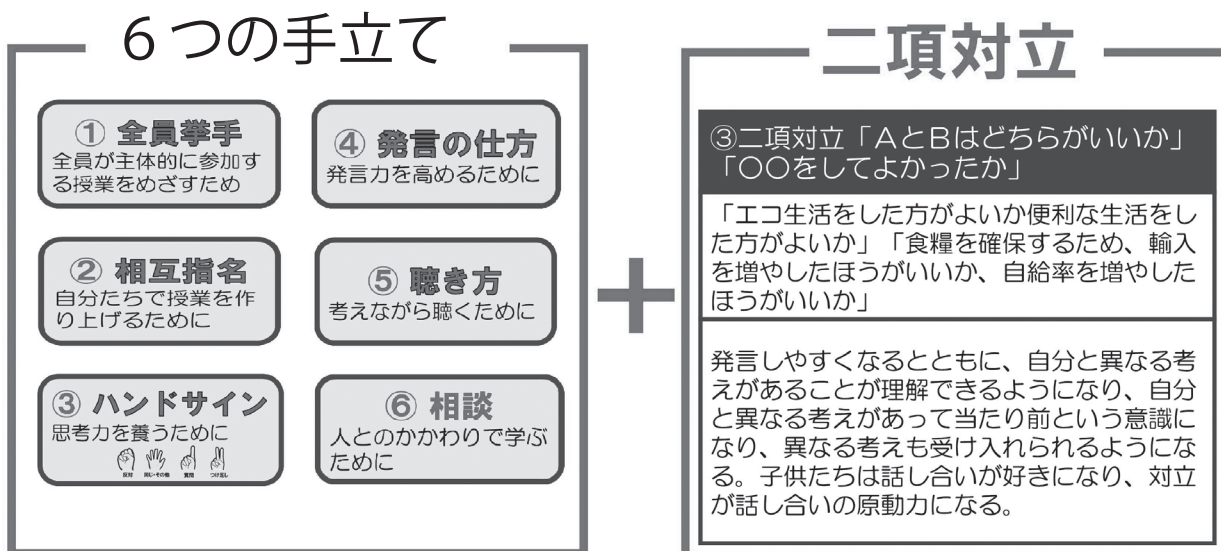 6つの手立て
① 全員挙手
全員が主体的に参加す
る授業をめざすため
② 相互指名
自分たちで授業を作
り上げるために
③ ハンドサイン
思考力を養うために
反対 同じ・その他 質問 つけ足し
④ 発言の仕方
発言力を高めるために
⑤ 聴き方
考えながら聴くために
⑥ 相談
人とのかかわりで学ぶ
ために
+
二項対立
③二項対立「AとBはどちらがいいか」
「〇〇をしてよかったか」
「エコ生活をした方がよいか便利な生活をし
た方がよいか」「食糧を確保するため、輸入
を増やしたほうがいいか、自給率を増やした
ほうがいいか」
発言しやすくなるとともに、自分と異なる考
えがあることが理解できるようになり、自分
と異なる考えがあって当たり前という意識に
なり、異なる考えも受け入れられるようにな
る。子供たちは話し合いが好きになり、対立
が話し合いの原動力になる。